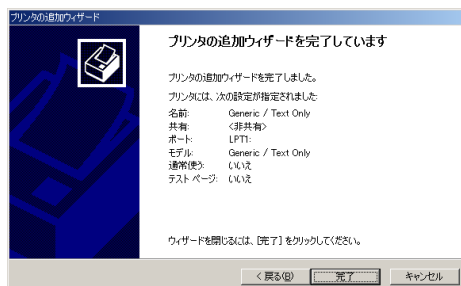 プリンタの追加ウィザード
プリンタの追加ウィザードを完了しています
プリンタの追加ウィザードを完了しました。
プリンタには、次の設定が指定されました:
名前: Generic / Text Only
共有: <非共有>
ポート: LPT1:
モデル: Generic / Text Only
通常使う: いいえ
テスト ページ: いいえ
ウィザードを閉じるには、[完了] をクリックしてください。
< 戻る(B) 完了 キャンセル